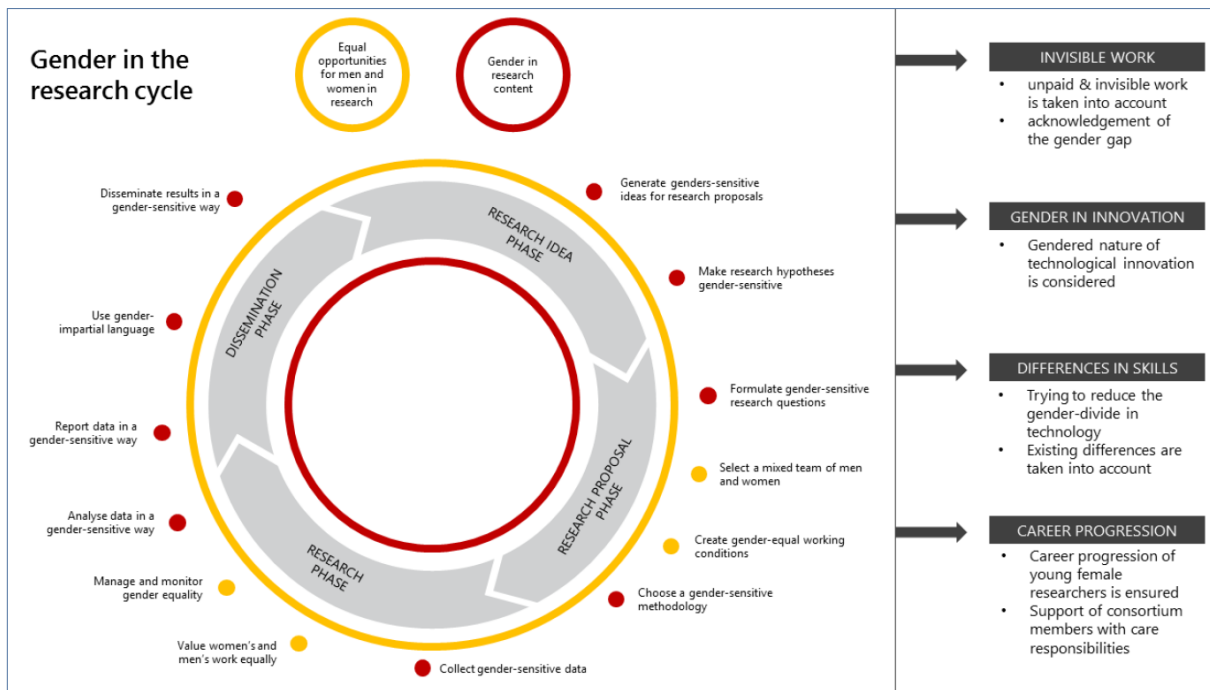 Gender in the
research cycle
Equal
opportunities
for men and
women in
research
Gender in
research
content
Generate genders-sensitive
ideas for research proposals
Make research hypotheses
gender-sensitive
Formulate gender-sensitive
research questions
Select a mixed team of men
and women
Create gender-equal working
conditions
Choose a gender-sensitive
methodology
Collect gender-sensitive data
Value women's and
men's work equally
Manage and monitor
gender equality
Analyse data in a
gender-sensitive way
Report data in a
gender-sensitive way
Use gender-
impartial language
Disseminate results in a
gender-sensitive way
RESEARCH IDEA
PHASE
RESEARCH PROPOSAL
PHASE
RESEARCH
PHASE
DISSEMINATION
PHASE
INVISIBLE WORK
• unpaid & invisible work
is taken into account
• acknowledgement of
the gender gap
GENDER IN INNOVATION
• Gendered nature of
technological innovation
is considered
DIFFERENCES IN SKILLS
• Trying to reduce the
gender-divide in
technology
• Existing differences are
taken into account
CAREER PROGRESSION
• Career progression of
young female
researchers is ensured
• Support of consortium
members with care
responsibilities